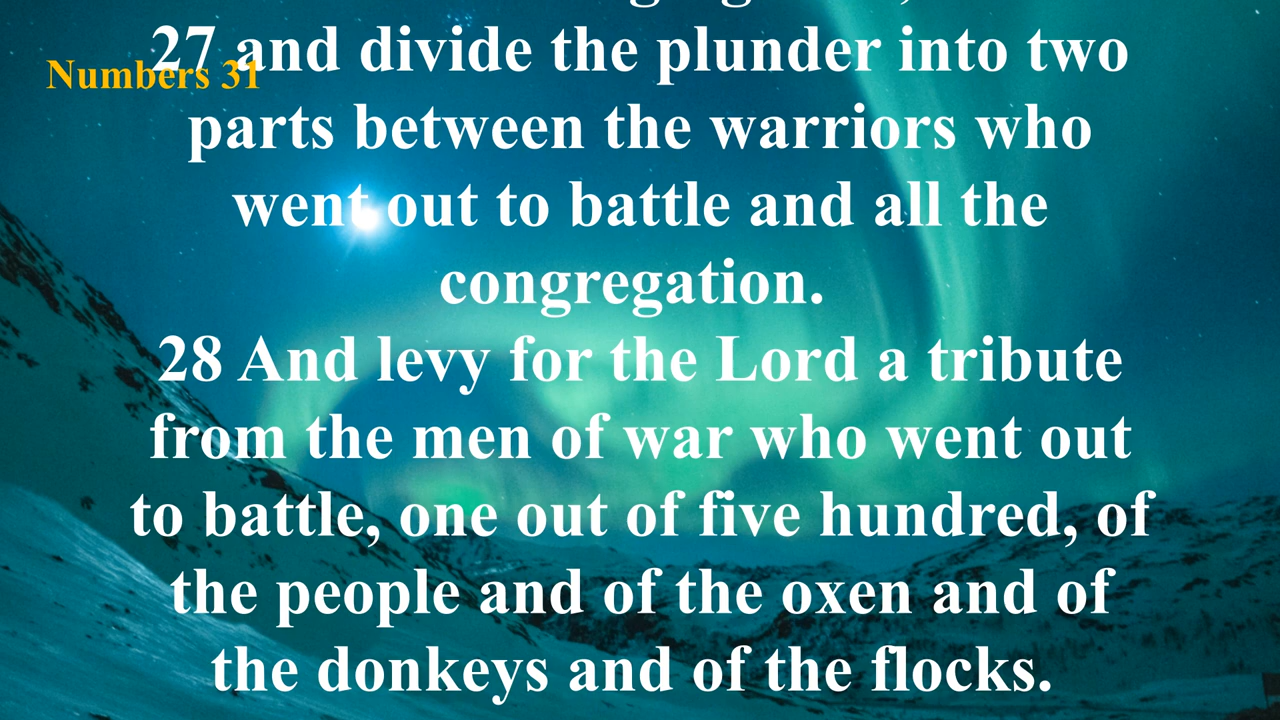 27 and divide the plunder into two
Numbers 31
parts between the warriors who
went out to battle and all the
congregation.
28 And levy for the Lord a tribute
from the men of war who went out
to battle, one out of five hundred, of
the people and of the oxen and of
the donkeys and of the flocks.